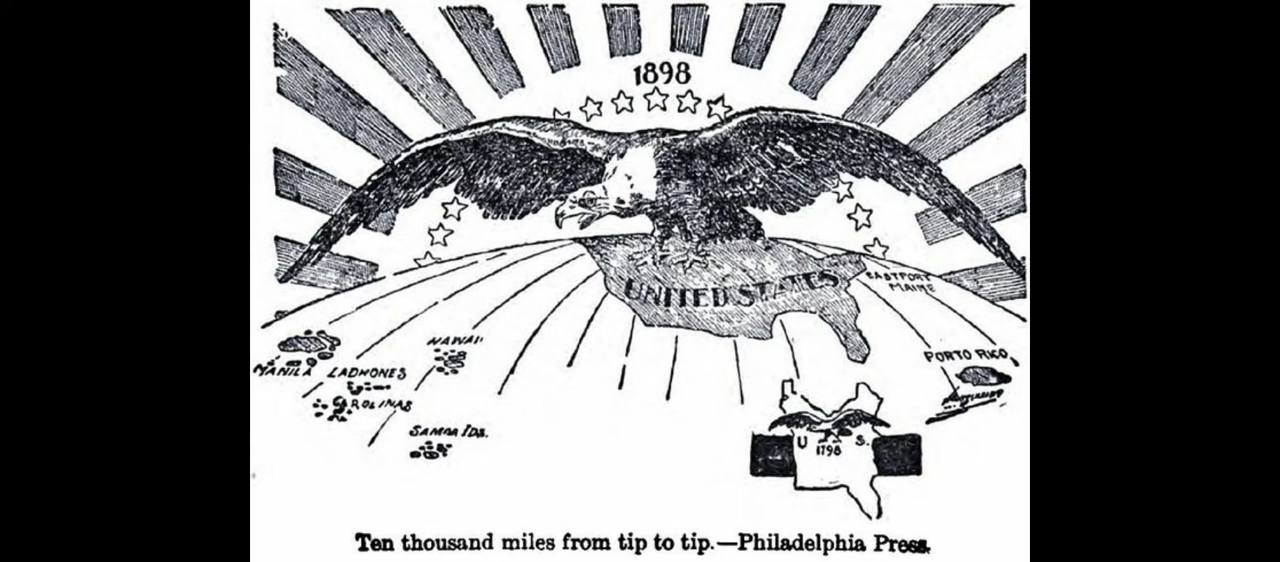 1898
UNITED STATES
EASTPORT
MAINE
HAWAII
MANILA
LADRONES
CAROLINAS
SAMOA IDS.
PORTO RICO
U S.
1798
Ten thousand miles from tip to tip.—Philadelphia Press.